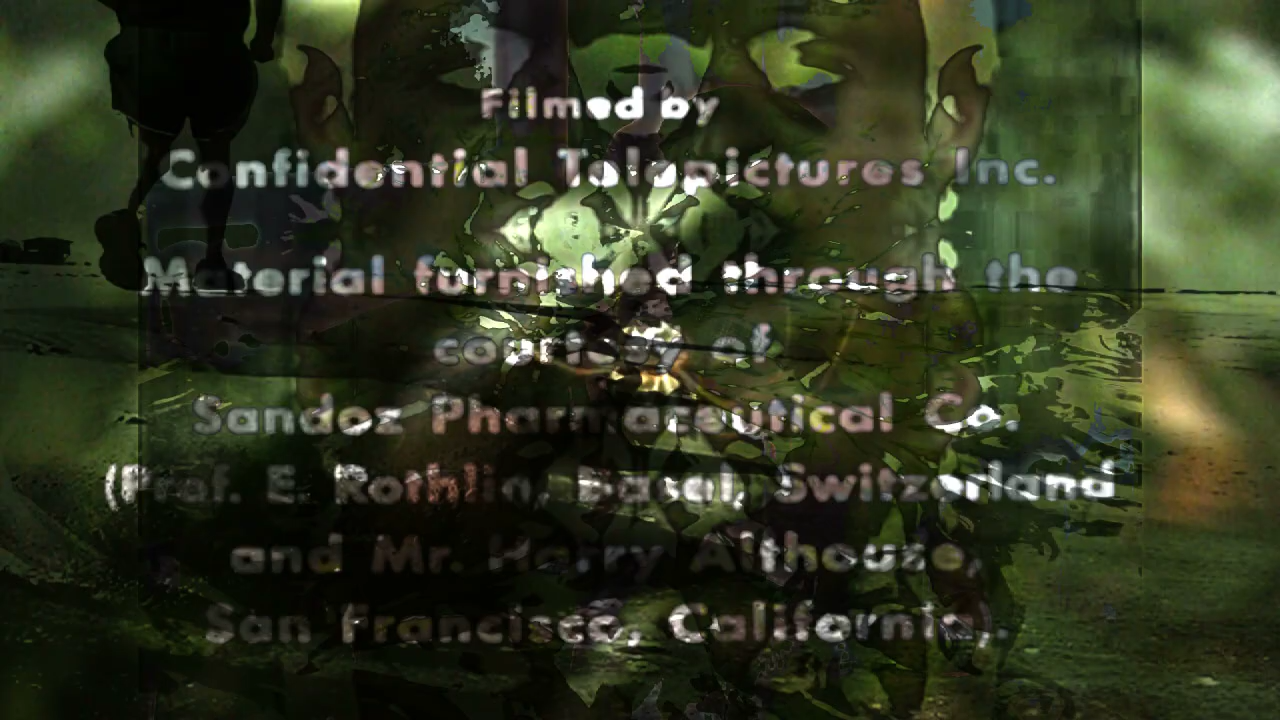 Filmed by
Confidential Telepictures Inc.
Material furnished through the
courtesy of
Sandoz Pharmaceutical Co.
(Prof. E. Rothlin, Basel, Switzerland
and Mr. Harry Althouze,
San Francisco, California).